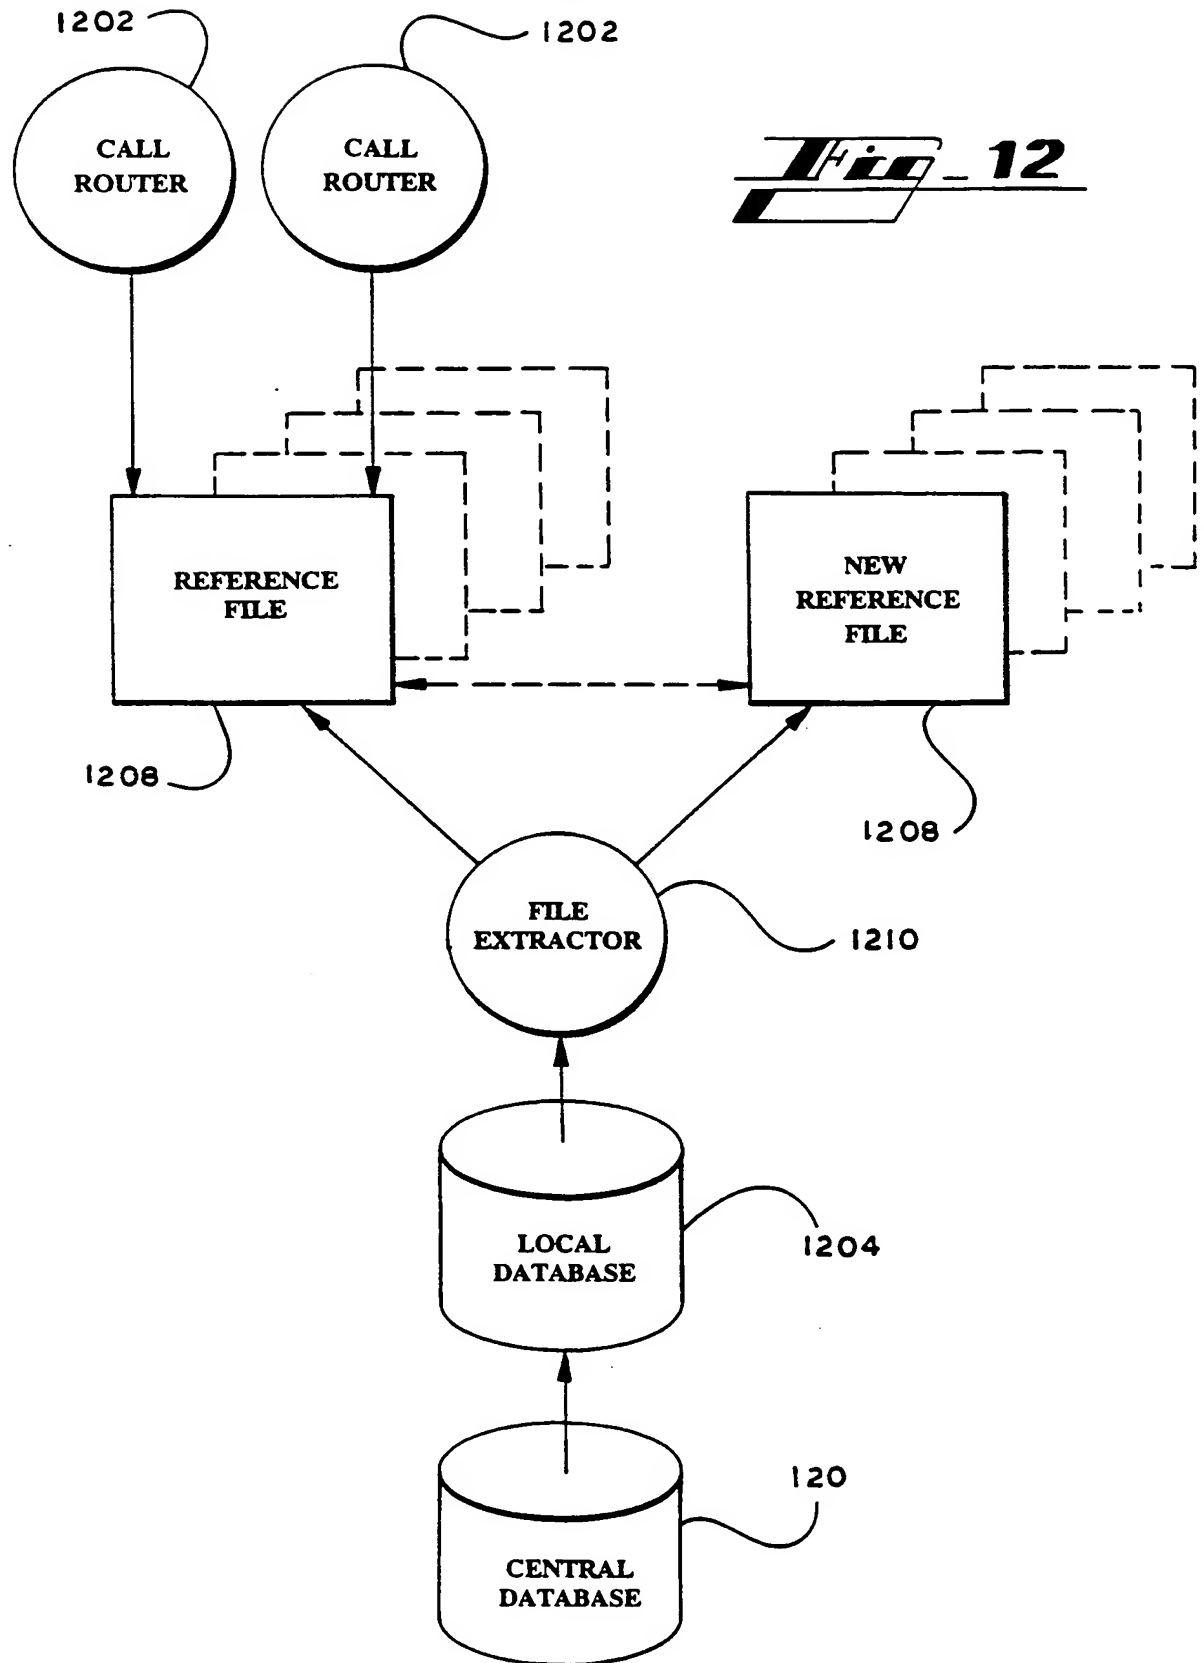 1202
1202
CALL
ROUTER
CALL
ROUTER
Fig_12
REFERENCE
FILE
NEW
REFERENCE
FILE
1208
1208
FILE
EXTRACTOR
1210
LOCAL
DATABASE
1204
CENTRAL
DATABASE
120